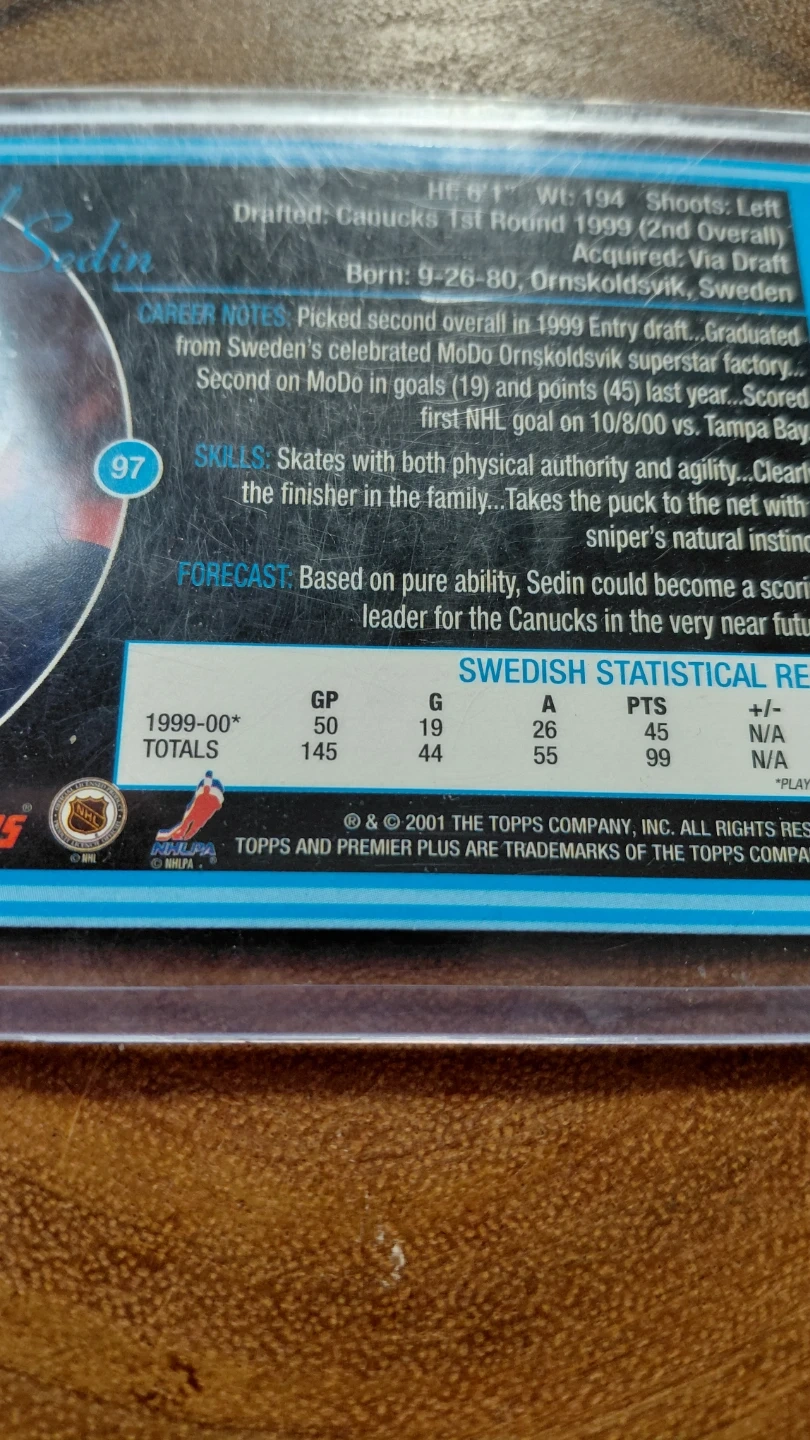 Ht: 6'1" Wt: 194 Shoots: Left
Drafted: Canucks 1st Round 1999 (2nd Overall)
Acquired: Via Draft
Born: 9-26-80, Ornskoldsvik, Sweden
Sedin
CAREER NOTES: Picked second overall in 1999 Entry draft...Graduated
from Sweden's celebrated MoDo Ornskoldsvik superstar factory...
Second on MoDo in goals (19) and points (45) last year...Scored
first NHL goal on 10/8/00 vs. Tampa Bay
97
SKILLS: Skates with both physical authority and agility...Clear
the finisher in the family...Takes the puck to the net with
sniper's natural instinc
FORECAST: Based on pure ability, Sedin could become a scori
leader for the Canucks in the very near futu
SWEDISH STATISTICAL RE
GP G A PTS +/-
1999-00* 50 19 26 45 N/A
TOTALS 145 44 55 99 N/A
*PLAY
PS®
NHL
© NHL
NHLPA
© NHLPA
® & © 2001 THE TOPPS COMPANY, INC. ALL RIGHTS RES
TOPPS AND PREMIER PLUS ARE TRADEMARKS OF THE TOPPS COMPA